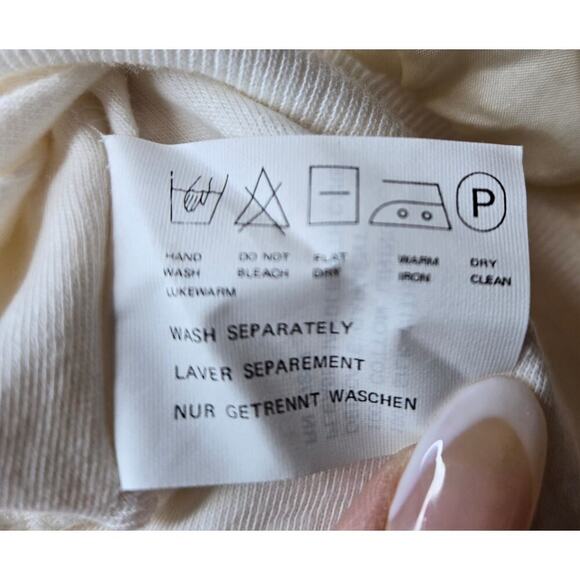 P
HAND DO NOT FLAT WARM DRY
WASH BLEACH DRY IRON CLEAN
LUKEWARM
WASH SEPARATELY
LAVER SEPAREMENT
NUR GETRENNT WASCHEN